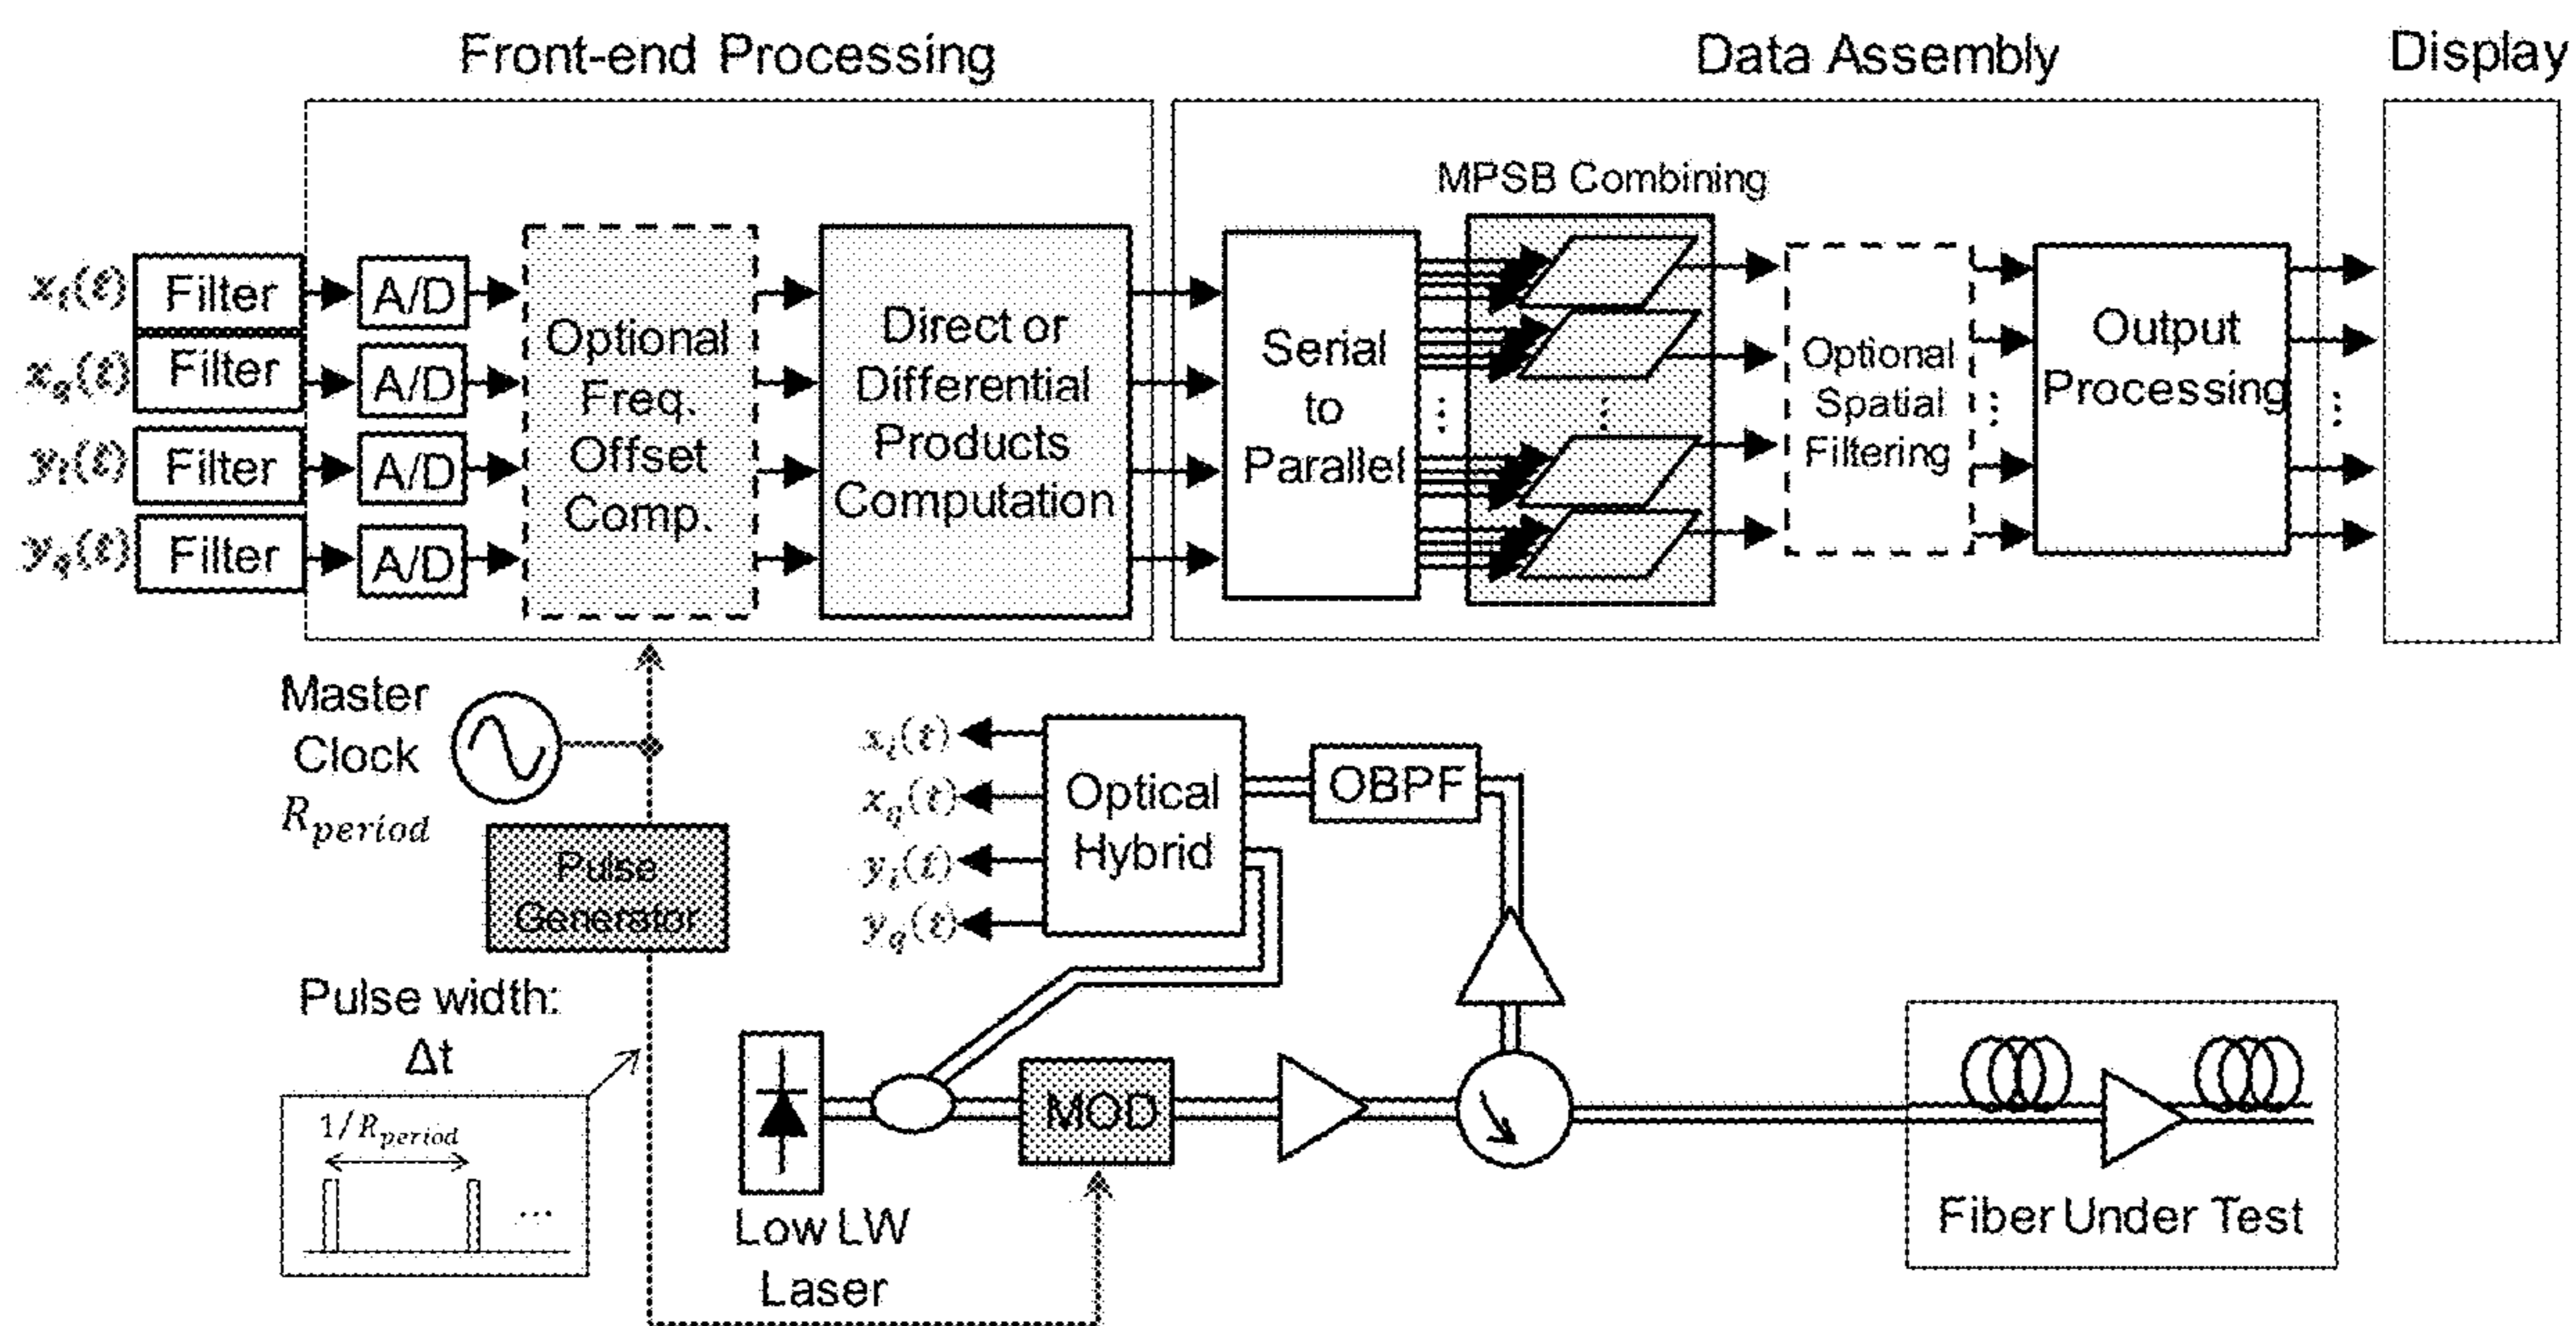 Front-end Processing
Data Assembly
Display
MPSB Combining
x_i(t)
Filter
A/D
x_q(t)
Filter
A/D
y_i(t)
Filter
A/D
y_q(t)
Filter
A/D
Optional
Freq.
Offset
Comp.
Direct or
Differential
Products
Computation
Serial
to
Parallel
⋮
⋮
Optional
Spatial
Filtering
⋮
Output
Processing
⋮
Master
Clock
R_period
Pulse
Generator
Pulse width:
Δt
1/R_period
...
x_i(t)
x_q(t)
y_i(t)
y_q(t)
Optical
Hybrid
OBPF
MOD
Low LW
Laser
Fiber Under Test